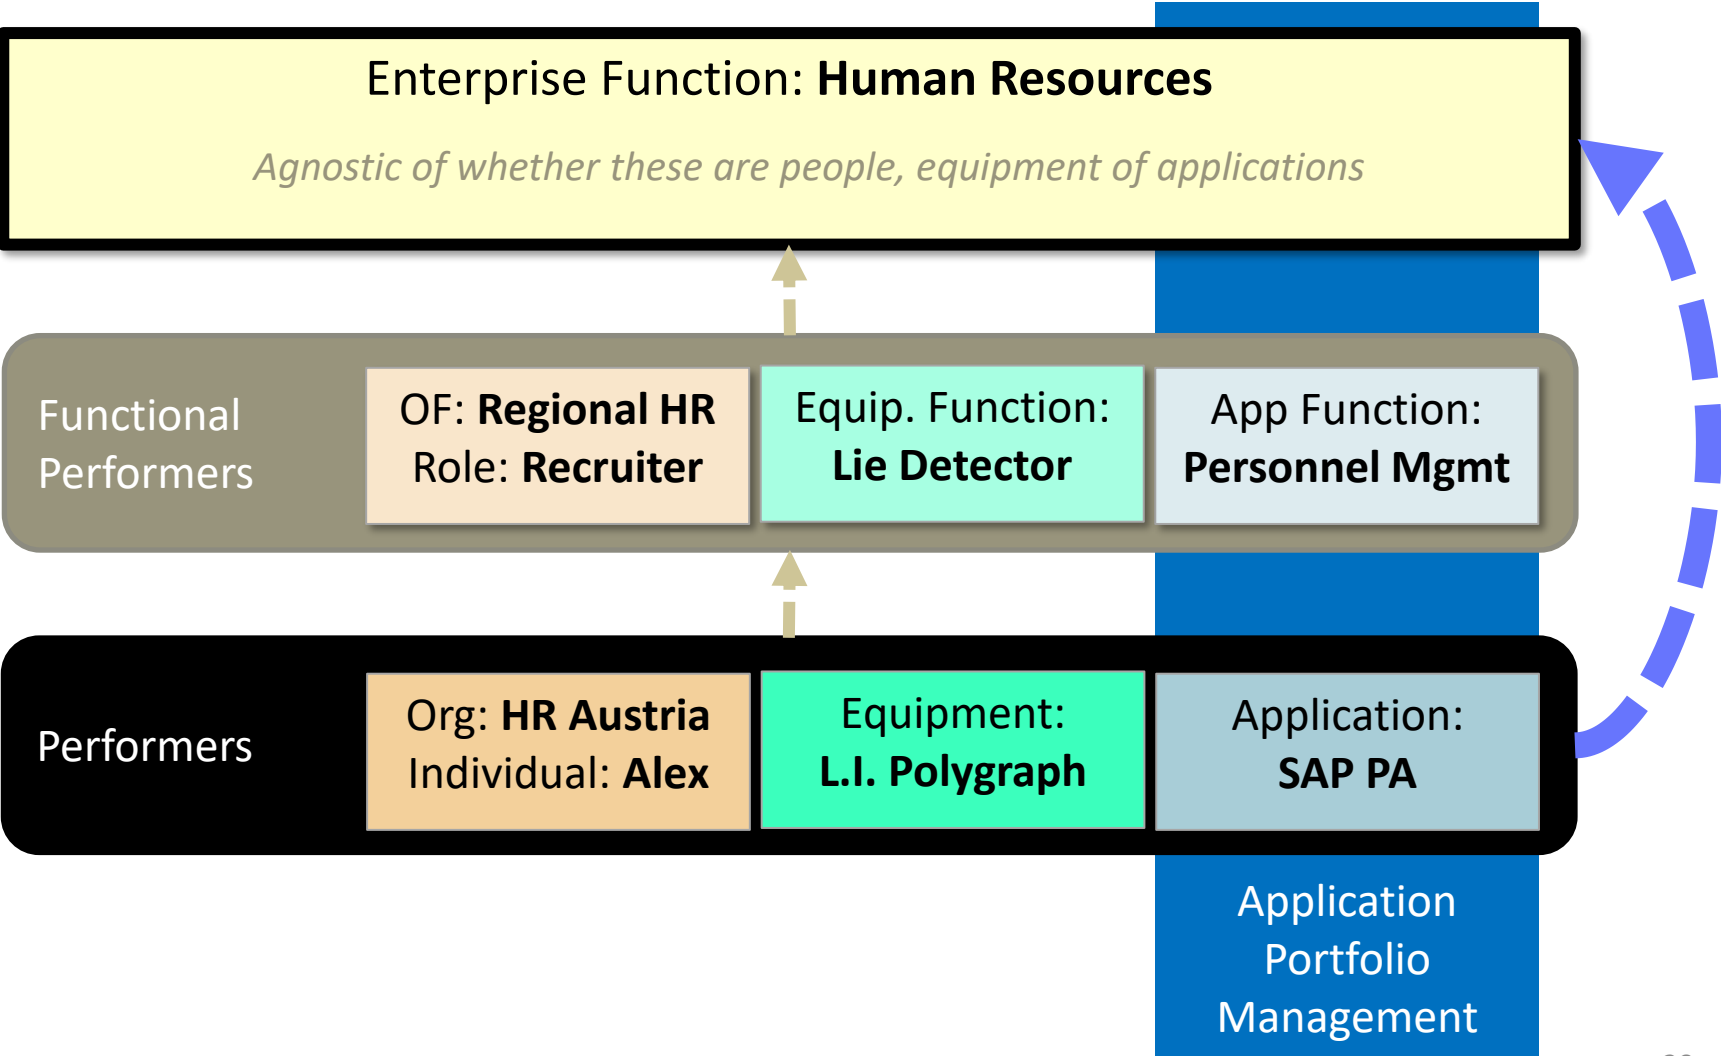 Enterprise Function: Human Resources
Agnostic of whether these are people, equipment of applications
Functional
Performers
OF: Regional HR
Role: Recruiter
Equip. Function:
Lie Detector
App Function:
Personnel Mgmt
Performers
Org: HR Austria
Individual: Alex
Equipment:
L.I. Polygraph
Application:
SAP PA
Application
Portfolio
Management